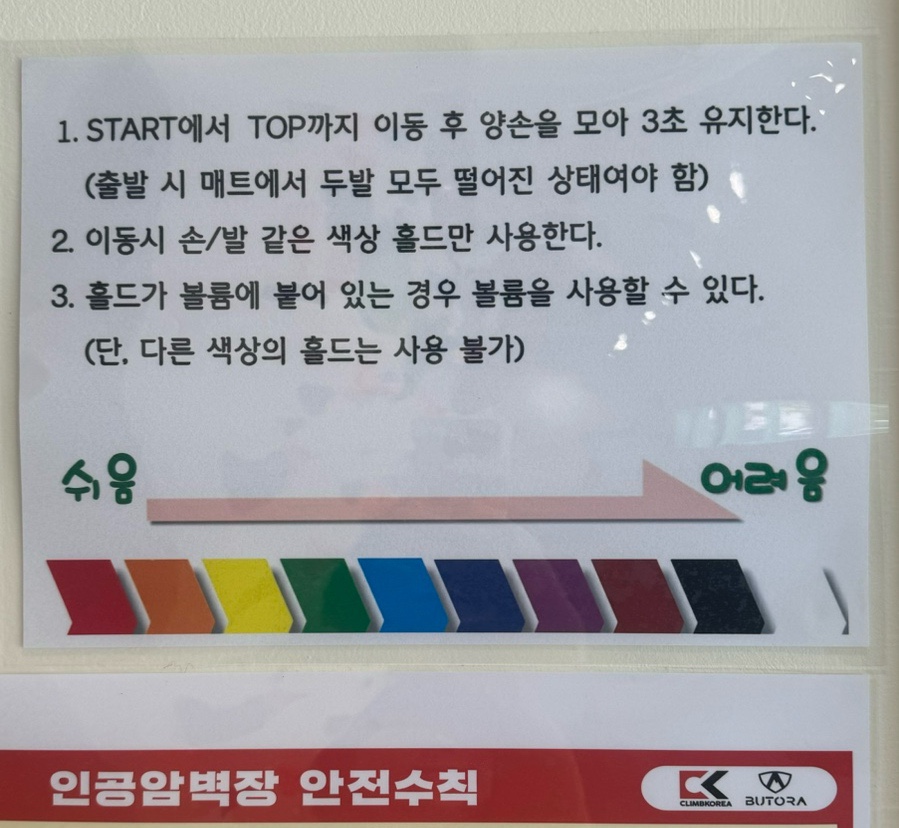 1. START에서 TOP까지 이동 후 양손을 모아 3초 유지한다.
(출발 시 매트에서 두발 모두 떨어진 상태여야 함)
2. 이동시 손/발 같은 색상 홀드만 사용한다.
3. 홀드가 볼륨에 붙어 있는 경우 볼륨을 사용할 수 있다.
(단, 다른 색상의 홀드는 사용 불가)
쉬움 어려움
인공암벽장 안전수칙
CLIMBKOREA BUTORA